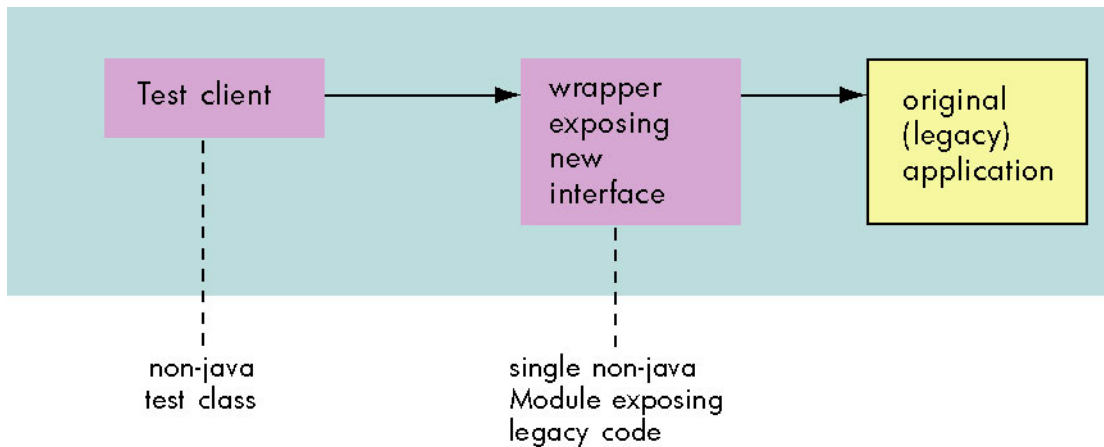 Test client
wrapper
exposing
new
interface
original
(legacy)
application
non-java
test class
single non-java
Module exposing
legacy code